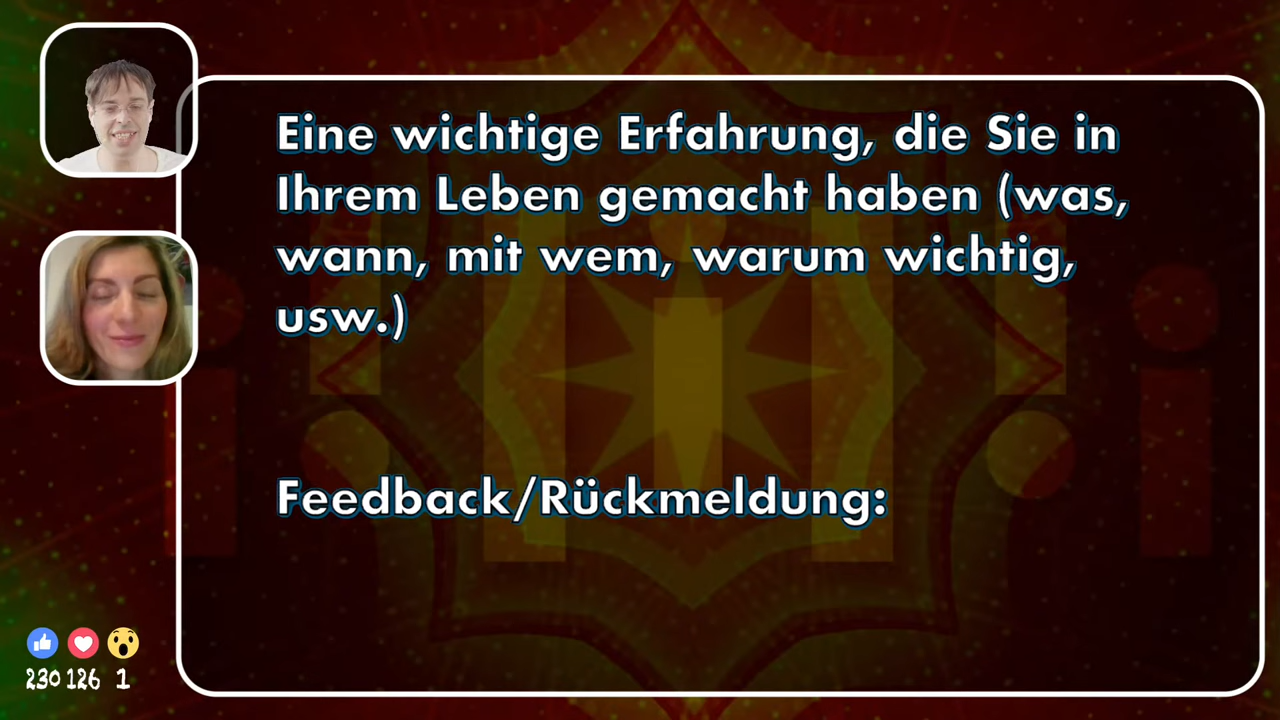 Eine wichtige Erfahrung, die Sie in
Ihrem Leben gemacht haben (was,
wann, mit wem, warum wichtig,
usw.)
Feedback/Rückmeldung:
230 126 1